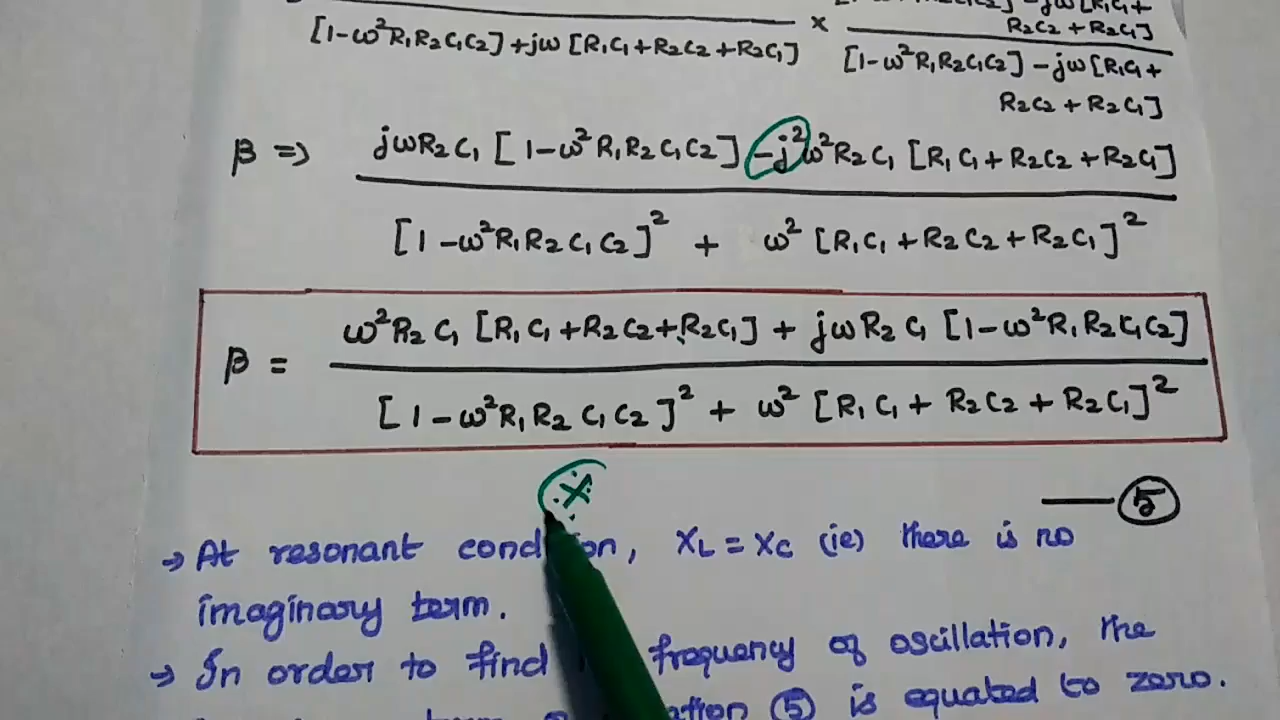 [1-ω²R₁R₂C₁C₂] + jω [R₁C₁+R₂C₂+R₂C₁] × R₂C₂ + R₂C₁]
[1-ω²R₁R₂C₁C₂] - jω[R₁C₁+
R₂C₂ + R₂C₁]
β => jωR₂C₁ [1-ω²R₁R₂C₁C₂] -j²ω²R₂C₁ [R₁C₁+R₂C₂+R₂C₁]
[1-ω²R₁R₂C₁C₂]² + ω² [R₁C₁+R₂C₂+R₂C₁]²
ω²R₂C₁ [R₁C₁+R₂C₂+R₂C₁] + jωR₂C₁ [1-ω²R₁R₂C₁C₂]
β =
[1-ω²R₁R₂C₁C₂]² + ω² [R₁C₁ + R₂C₂ + R₂C₁]²
5
→ At resonant condition, XL = XC (ie) there is no
imaginary term.
→ In order to find frequency of oscillation, the
5 is equated to zero.